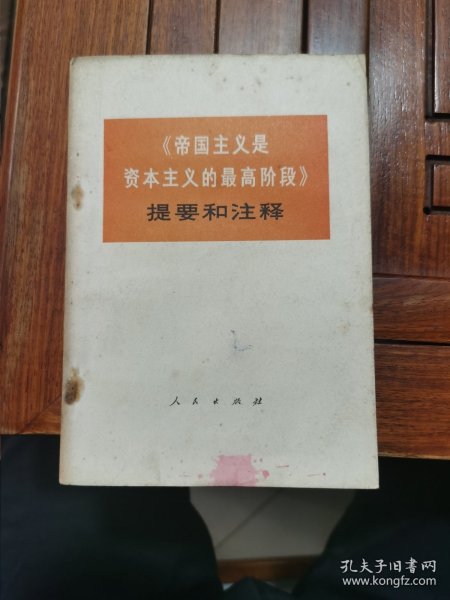 《帝国主义是
资本主义的最高阶段》
提要和注释
人民出版社
孔夫子旧书网
www.kongfz.com